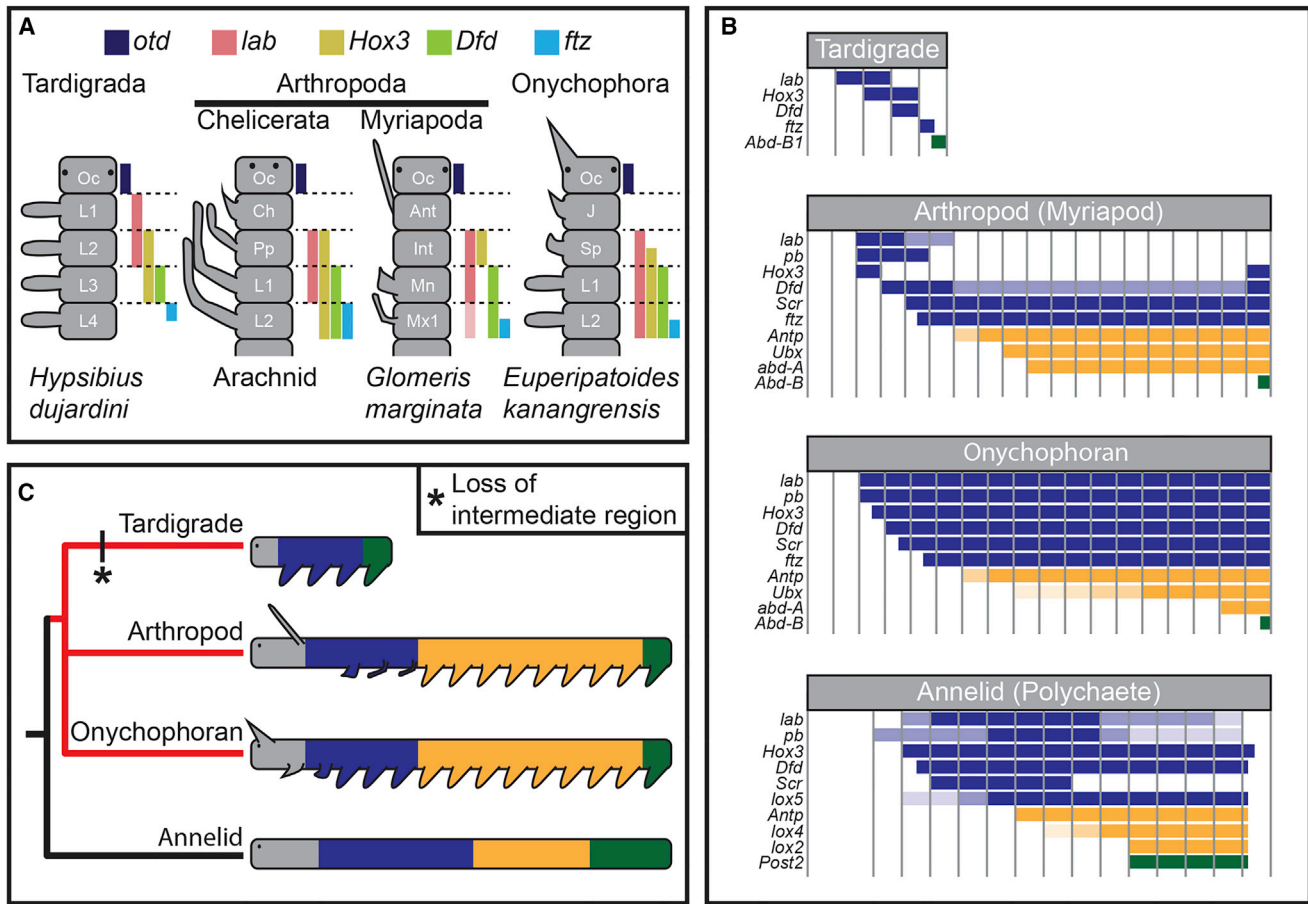 A
otd lab Hox3 Dfd ftz
Tardigrada Arthropoda Onychophora
Chelicerata Myriapoda
Oc Oc Oc Oc
L1 Ch Ant J
L2 Pp Int Sp
L3 L1 Mn L1
L4 L2 Mx1 L2
Hypsibius dujardini
Arachnid
Glomeris marginata
Euperipatoides kanangrensis
B
Tardigrade
lab
Hox3
Dfd
ftz
Abd-B1
Arthropod (Myriapod)
lab
pb
Hox3
Dfd
Scr
ftz
Antp
Ubx
abd-A
Abd-B
Onychophoran
lab
pb
Hox3
Dfd
Scr
ftz
Antp
Ubx
abd-A
Abd-B
Annelid (Polychaete)
lab
pb
Hox3
Dfd
Scr
lox5
Antp
lox4
lox2
Post2
C
* Loss of
intermediate region
Tardigrade
*
Arthropod
Onychophoran
Annelid